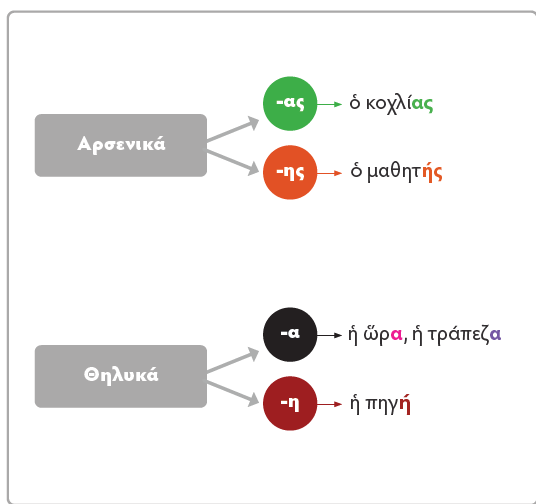 Αρσενικά
-ας
ὁ κοχλίας
-ης
ὁ μαθητής
Θηλυκά
-α
ἡ ὥρα, ἡ τράπεζα
-η
ἡ πηγή